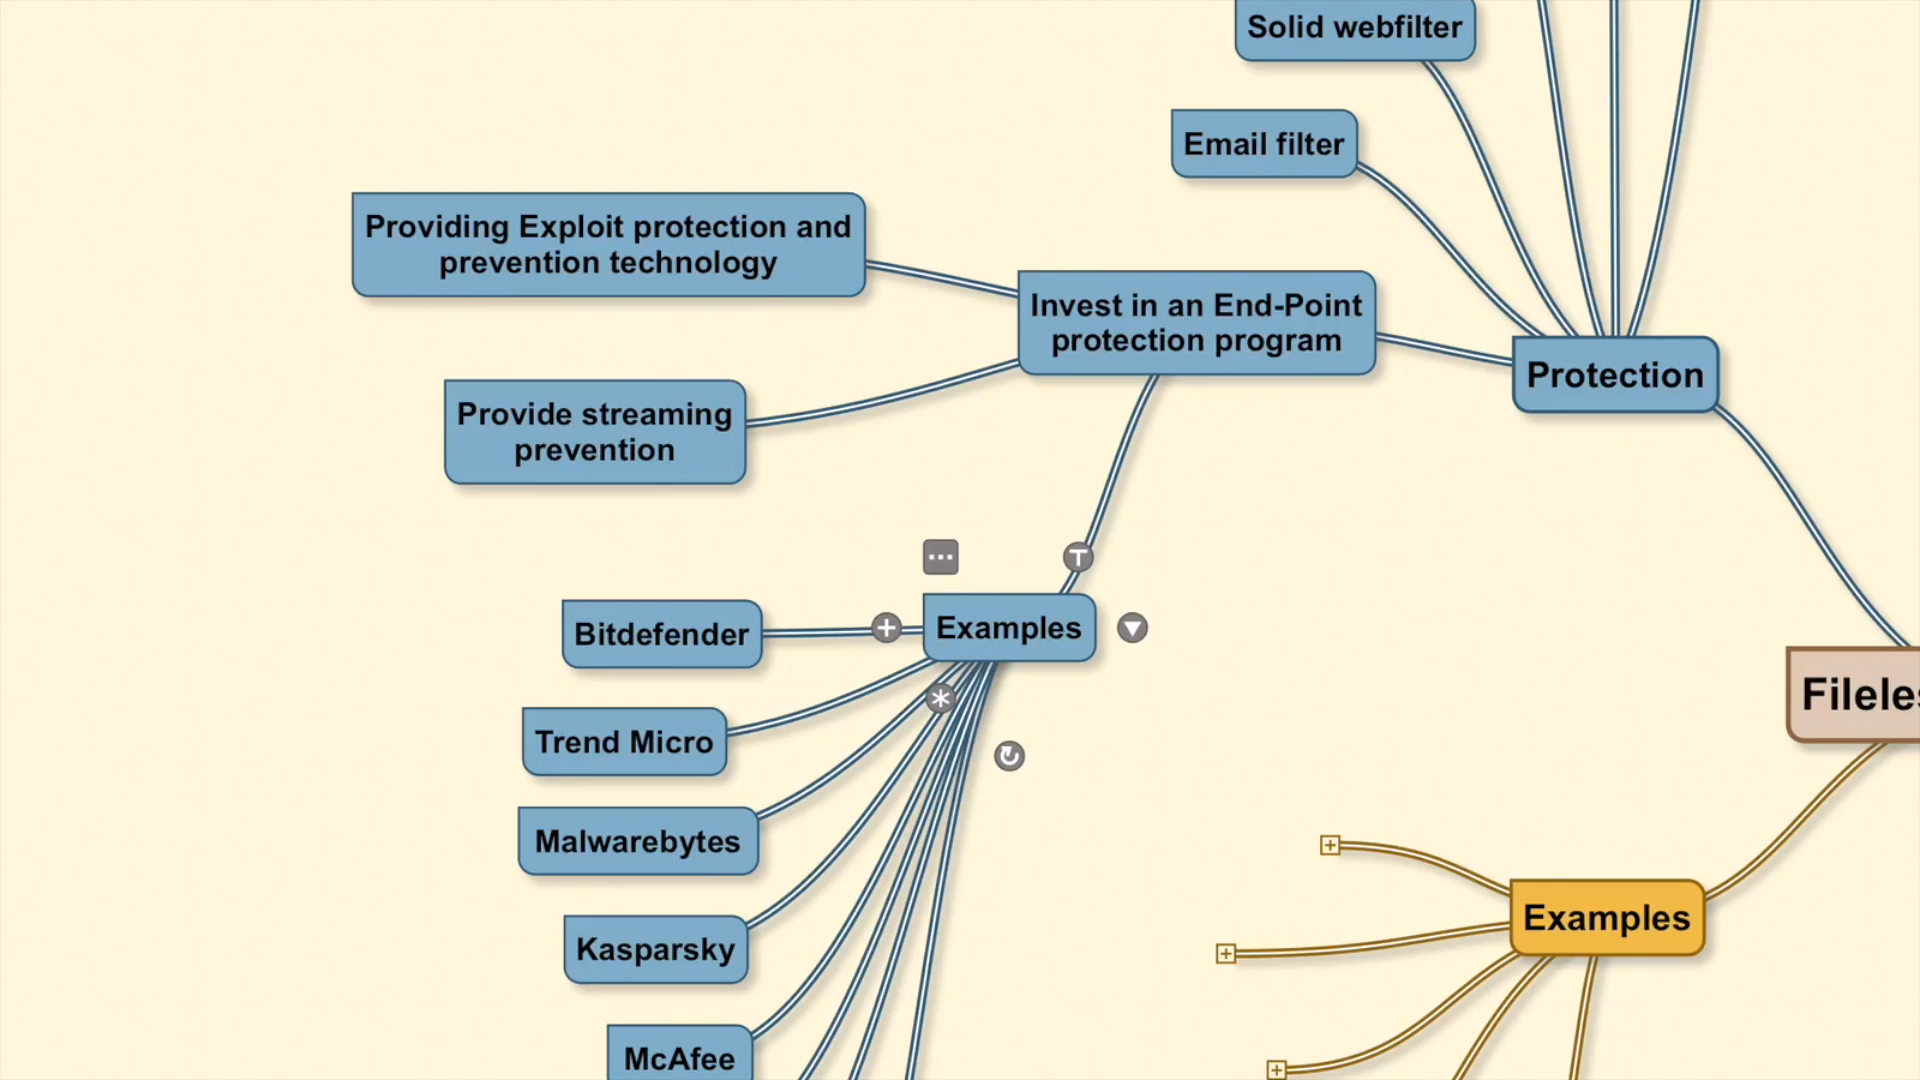 Solid webfilter
Email filter
Providing Exploit protection and
prevention technology
Invest in an End-Point
protection program
Protection
Provide streaming
prevention
Examples
Bitdefender
Trend Micro
Malwarebytes
Kasparsky
McAfee
Examples